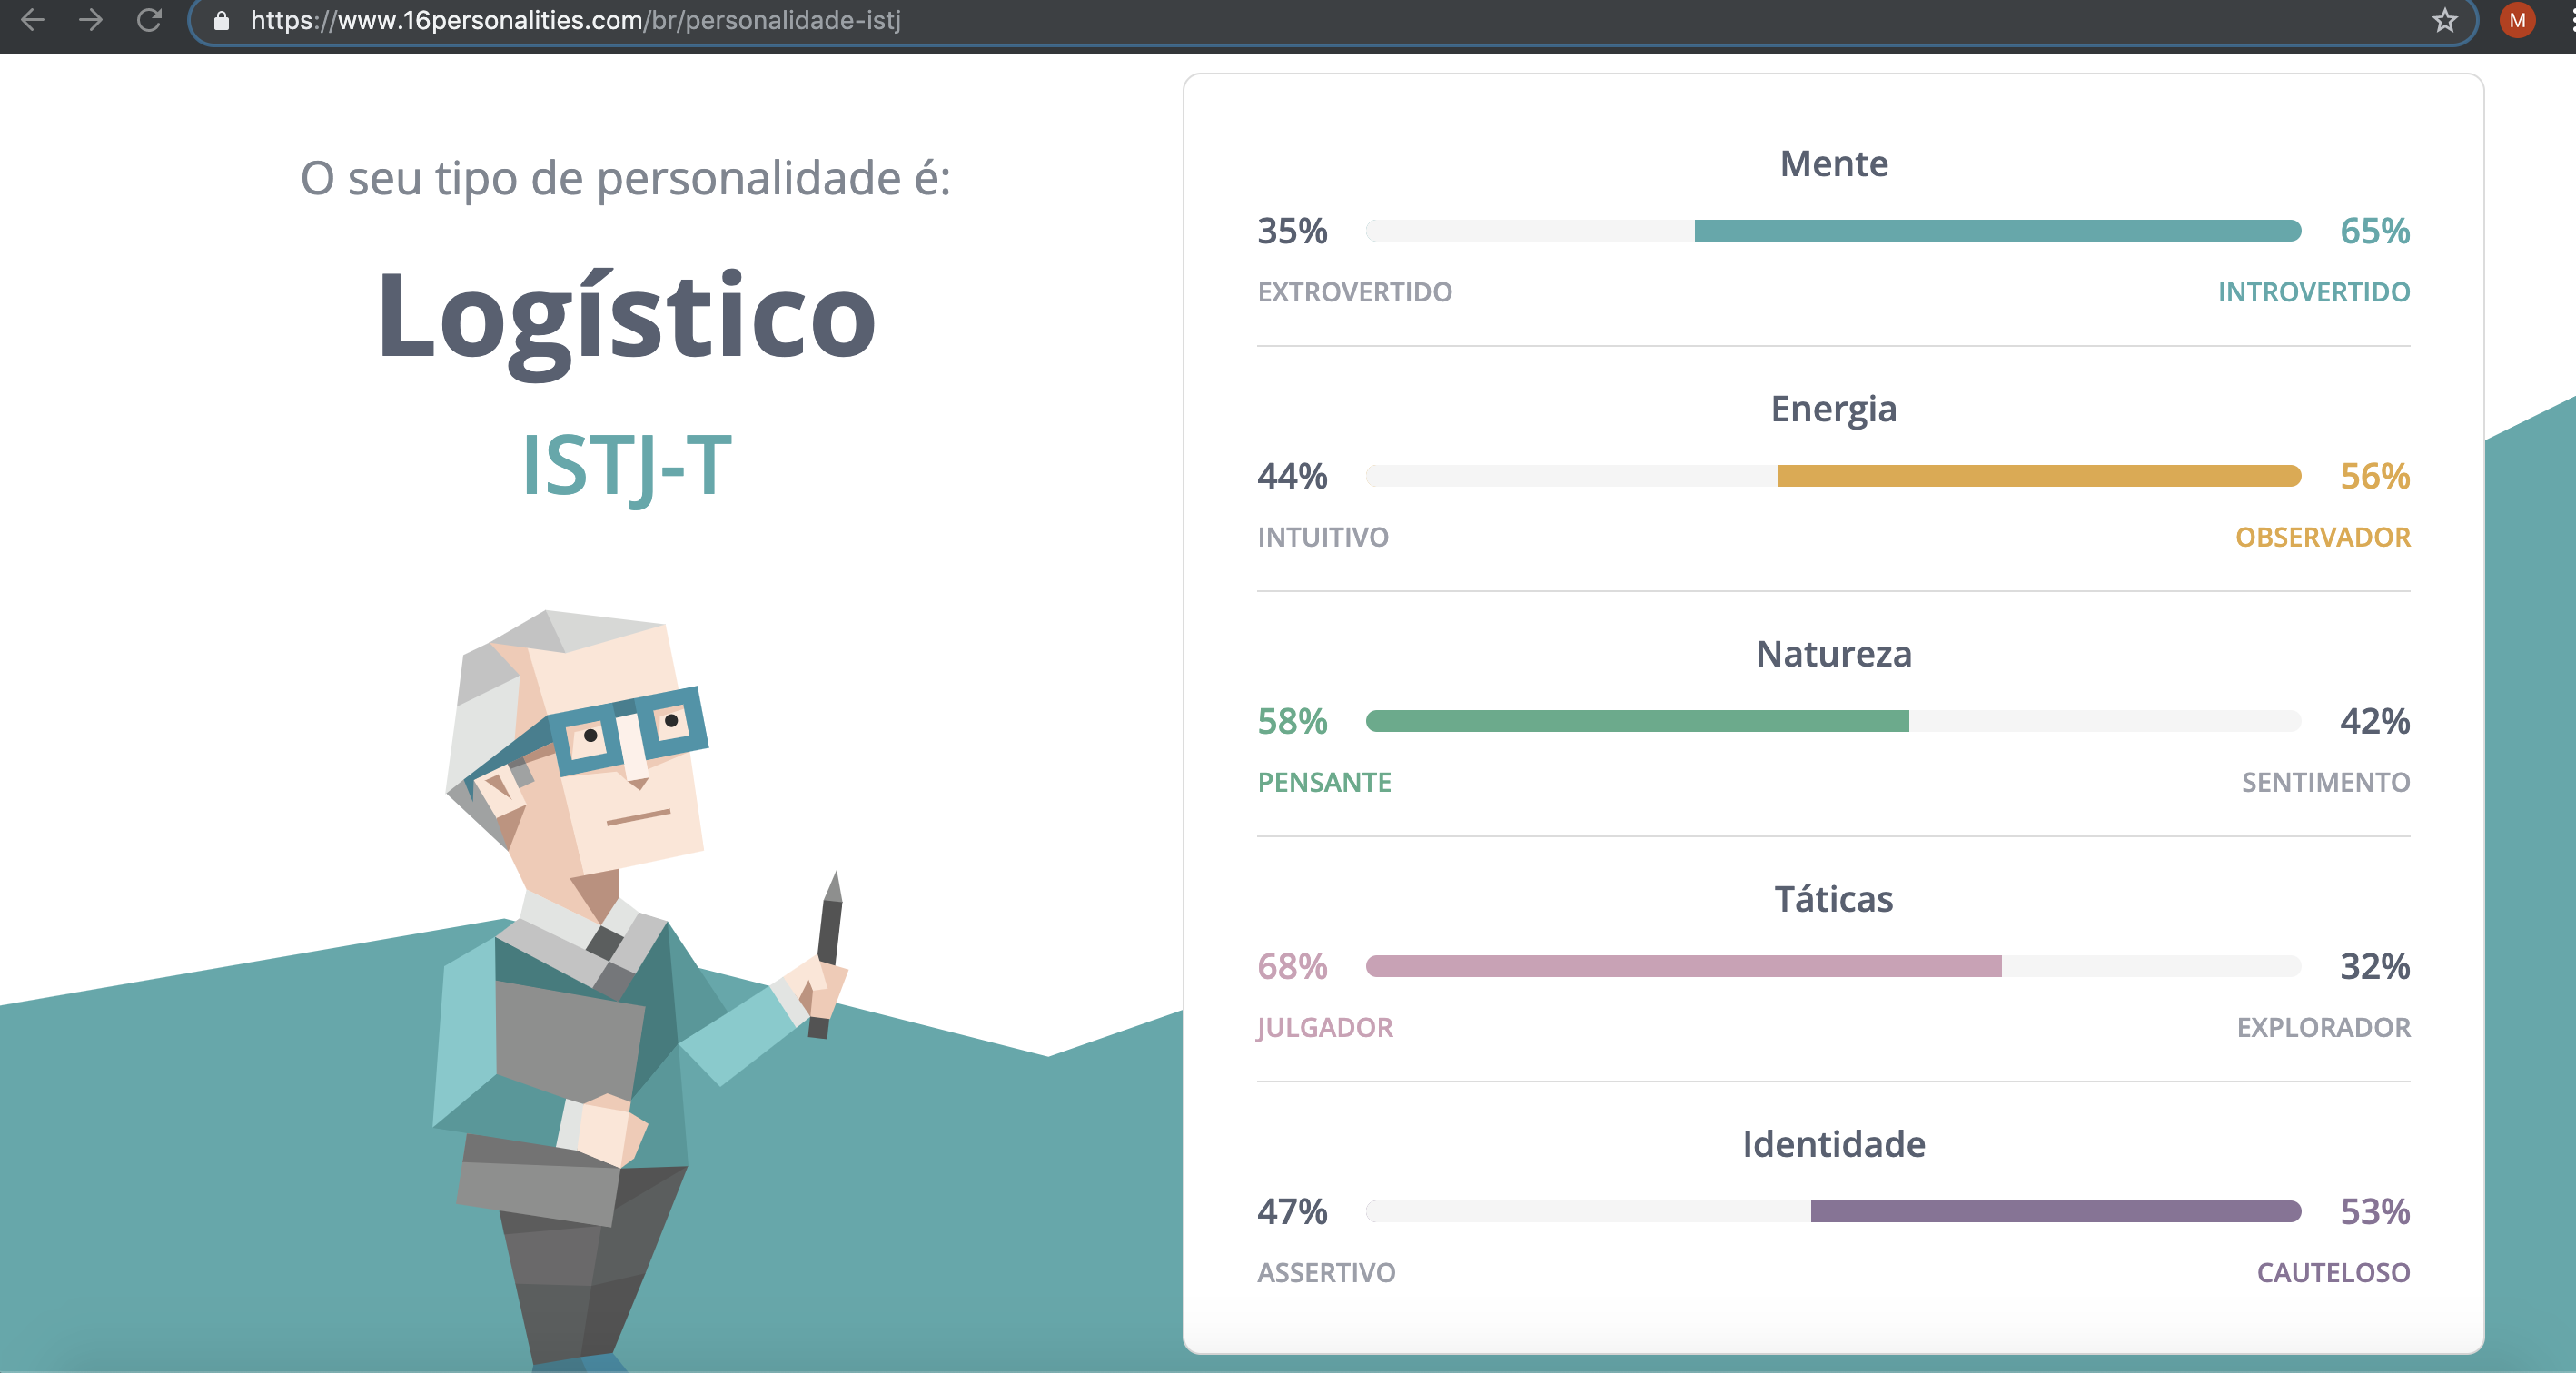 https://www.16personalities.com/br/personalidade-istj
M
O seu tipo de personalidade é:
Logístico
ISTJ-T
Mente
35% 65%
EXTROVERTIDO INTROVERTIDO
Energia
44% 56%
INTUITIVO OBSERVADOR
Natureza
58% 42%
PENSANTE SENTIMENTO
Táticas
68% 32%
JULGADOR EXPLORADOR
Identidade
47% 53%
ASSERTIVO CAUTELOSO